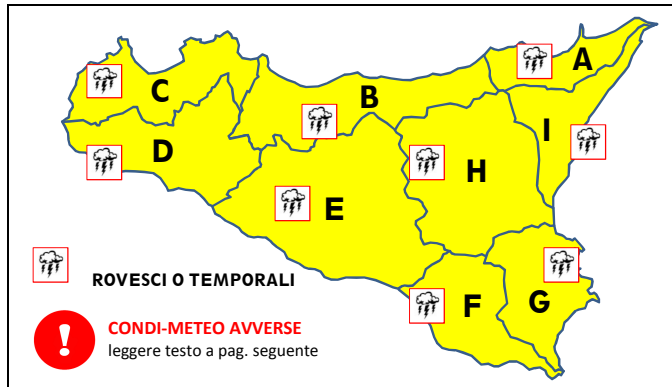 A
C
B
I
D
H
E
ROVESCI O TEMPORALI
F
G
CONDI-METEO AVVERSE
leggere testo a pag. seguente